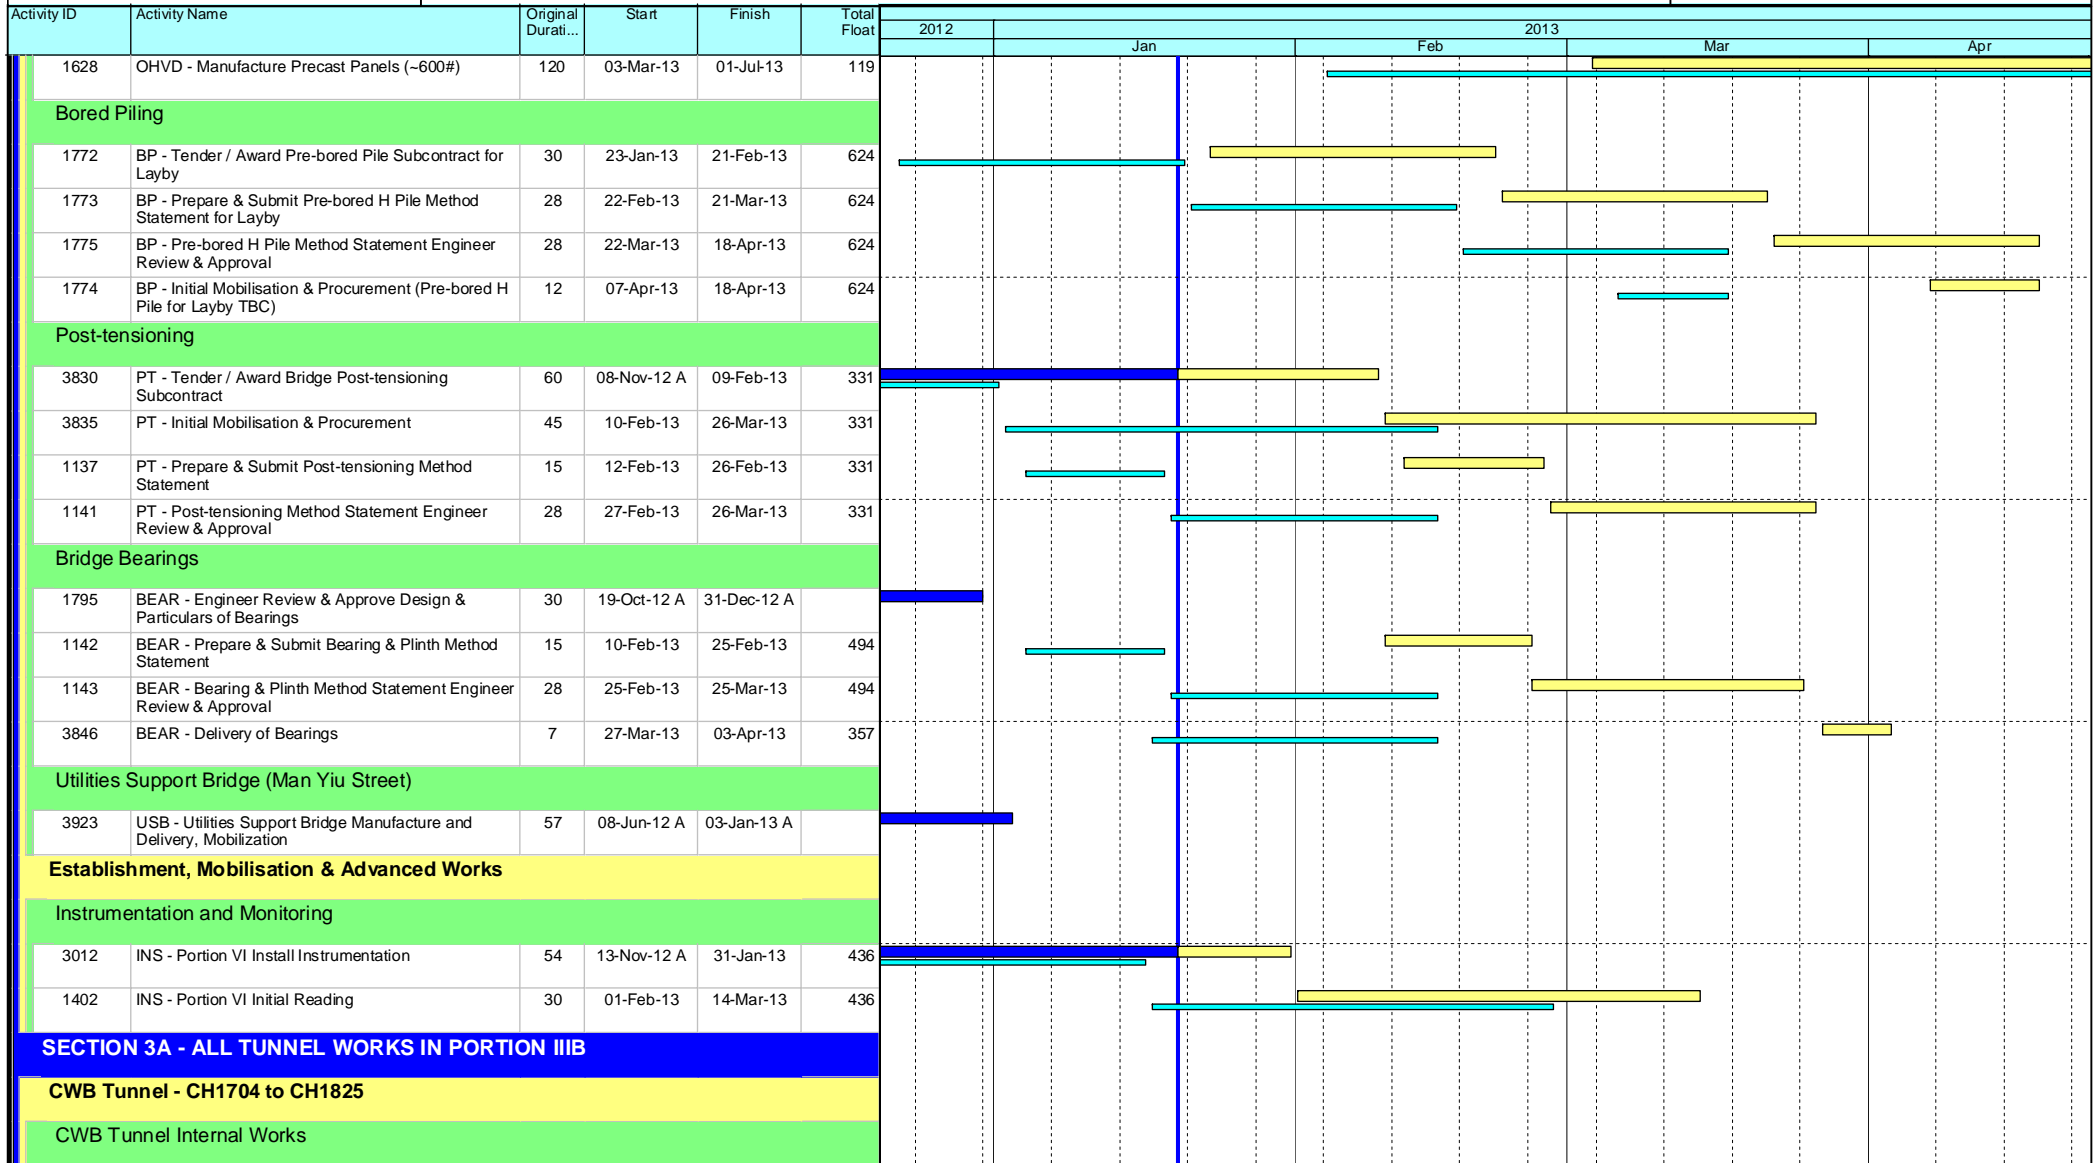 Activity ID Activity Name Original Start Finish Total
Durati... Float
2012 2013
Jan Feb Mar Apr
1628 OHVD - Manufacture Precast Panels (~600#) 120 03-Mar-13 01-Jul-13 119
Bored Piling
1772 BP - Tender / Award Pre-bored Pile Subcontract for 30 23-Jan-13 21-Feb-13 624
Layby
1773 BP - Prepare & Submit Pre-bored H Pile Method 28 22-Feb-13 21-Mar-13 624
Statement for Layby
1775 BP - Pre-bored H Pile Method Statement Engineer 28 22-Mar-13 18-Apr-13 624
Review & Approval
1774 BP - Initial Mobilisation & Procurement (Pre-bored H 12 07-Apr-13 18-Apr-13 624
Pile for Layby TBC)
Post-tensioning
3830 PT - Tender / Award Bridge Post-tensioning 60 08-Nov-12 A 09-Feb-13 331
Subcontract
3835 PT - Initial Mobilisation & Procurement 45 10-Feb-13 26-Mar-13 331
1137 PT - Prepare & Submit Post-tensioning Method 15 12-Feb-13 26-Feb-13 331
Statement
1141 PT - Post-tensioning Method Statement Engineer 28 27-Feb-13 26-Mar-13 331
Review & Approval
Bridge Bearings
1795 BEAR - Engineer Review & Approve Design & 30 19-Oct-12 A 31-Dec-12 A
Particulars of Bearings
1142 BEAR - Prepare & Submit Bearing & Plinth Method 15 10-Feb-13 25-Feb-13 494
Statement
1143 BEAR - Bearing & Plinth Method Statement Engineer 28 25-Feb-13 25-Mar-13 494
Review & Approval
3846 BEAR - Delivery of Bearings 7 27-Mar-13 03-Apr-13 357
Utilities Support Bridge (Man Yiu Street)
3923 USB - Utilities Support Bridge Manufacture and 57 08-Jun-12 A 03-Jan-13 A
Delivery, Mobilization
Establishment, Mobilisation & Advanced Works
Instrumentation and Monitoring
3012 INS - Portion VI Install Instrumentation 54 13-Nov-12 A 31-Jan-13 436
1402 INS - Portion VI Initial Reading 30 01-Feb-13 14-Mar-13 436
SECTION 3A - ALL TUNNEL WORKS IN PORTION IIIB
CWB Tunnel - CH1704 to CH1825
CWB Tunnel Internal Works